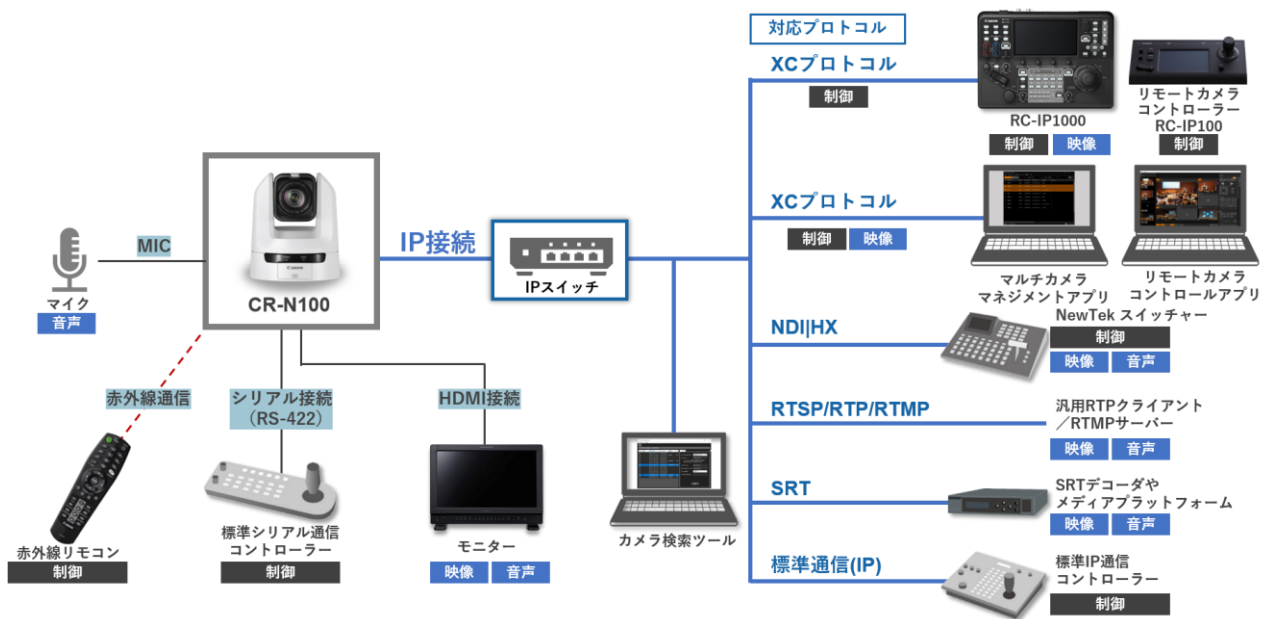 対応プロトコル
XCプロトコル
制御
RC-IP1000
制御
映像
リモートカメラ
コントローラー
RC-IP100
制御
XCプロトコル
制御
映像
マルチカメラ
マネジメントアプリ
リモートカメラ
コントロールアプリ
MIC
マイク
音声
Canon
CR-N100
IP接続
IPスイッチ
NDI|HX
NewTek スイッチャー
制御
映像
音声
赤外線通信
シリアル接続
（RS-422）
HDMI接続
RTSP/RTP/RTMP
汎用RTPクライアント
／RTMPサーバー
映像
音声
SRT
SRTデコーダや
メディアプラットフォーム
映像
音声
赤外線リモコン
制御
標準シリアル通信
コントローラー
制御
モニター
映像
音声
カメラ検索ツール
標準通信(IP)
標準IP通信
コントローラー
制御